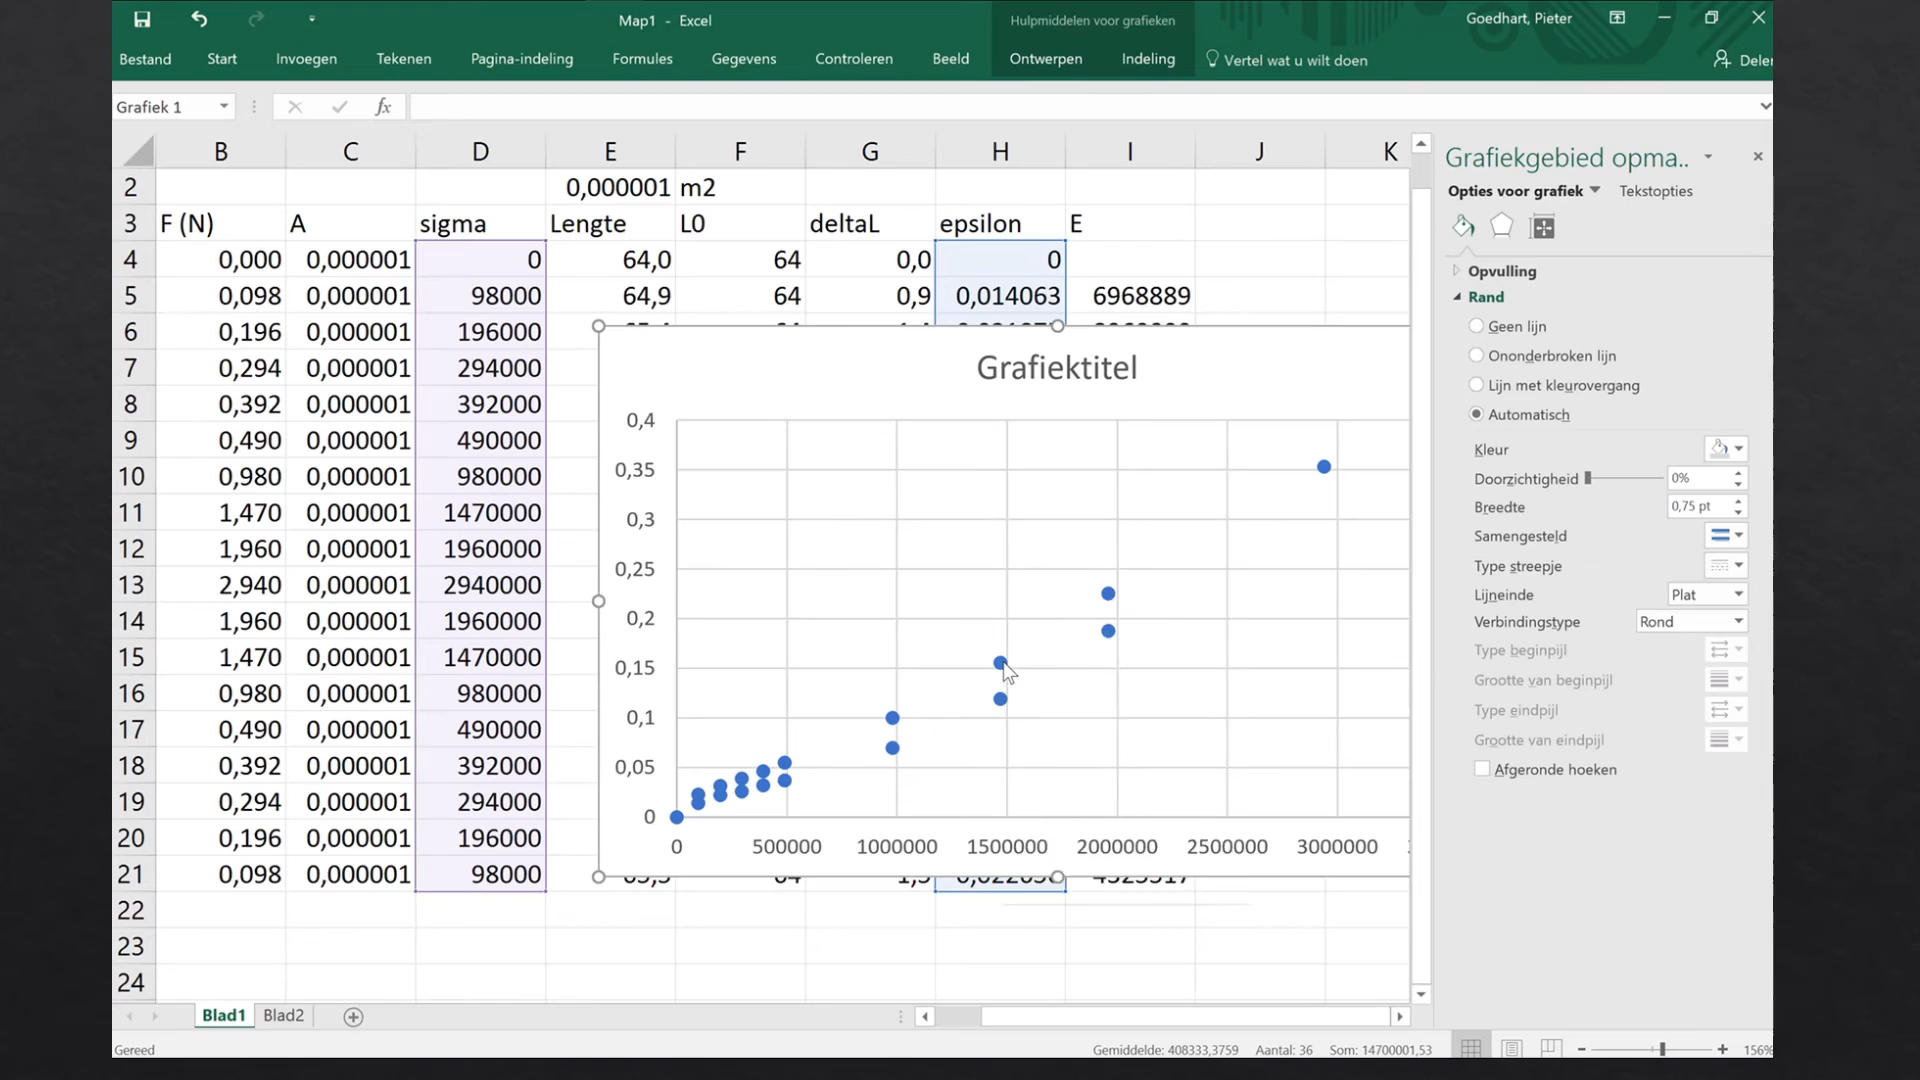 Map1 - Excel
Hulpmiddelen voor grafieken
Goedhart, Pieter
Bestand Start Invoegen Tekenen Pagina-indeling Formules Gegevens Controleren Beeld Ontwerpen Indeling Vertel wat u wilt doen
Grafiek 1 fx
B C D E F G H I J K
2 0,000001 m2
3 F (N) A sigma Lengte L0 deltaL epsilon E
4 0,000 0,000001 0 64,0 64 0,0 0
5 0,098 0,000001 98000 64,9 64 0,9 0,014063 6968889
6 0,196 0,000001 196000
7 0,294 0,000001 294000
8 0,392 0,000001 392000
9 0,490 0,000001 490000
10 0,980 0,000001 980000
11 1,470 0,000001 1470000
12 1,960 0,000001 1960000
13 2,940 0,000001 2940000
14 1,960 0,000001 1960000
15 1,470 0,000001 1470000
16 0,980 0,000001 980000
17 0,490 0,000001 490000
18 0,392 0,000001 392000
19 0,294 0,000001 294000
20 0,196 0,000001 196000
21 0,098 0,000001 98000
22
23
24
Grafiektitel
0,4
0,35
0,3
0,25
0,2
0,15
0,1
0,05
0
0 500000 1000000 1500000 2000000 2500000 3000000
Grafiekgebied opma..
Opties voor grafiek Tekstopties
Opvulling
Rand
Geen lijn
Ononderbroken lijn
Lijn met kleurovergang
Automatisch
Kleur
Doorzichtigheid 0%
Breedte 0,75 pt
Samengesteld
Type streepje
Lijneinde Plat
Verbindingstype Rond
Type beginpijl
Grootte van beginpijl
Type eindpijl
Grootte van eindpijl
Afgeronde hoeken
Blad1 Blad2
Gereed
Gemiddelde: 408333,3759 Aantal: 36 Som: 14700001,53
156%